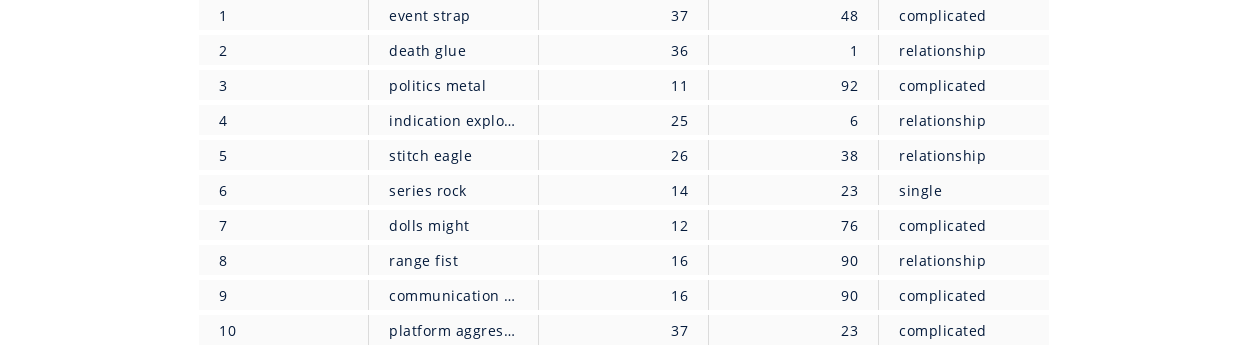 1 event strap 37 48 complicated
2 death glue 36 1 relationship
3 politics metal 11 92 complicated
4 indication explo... 25 6 relationship
5 stitch eagle 26 38 relationship
6 series rock 14 23 single
7 dolls might 12 76 complicated
8 range fist 16 90 relationship
9 communication ... 16 90 complicated
10 platform aggres... 37 23 complicated